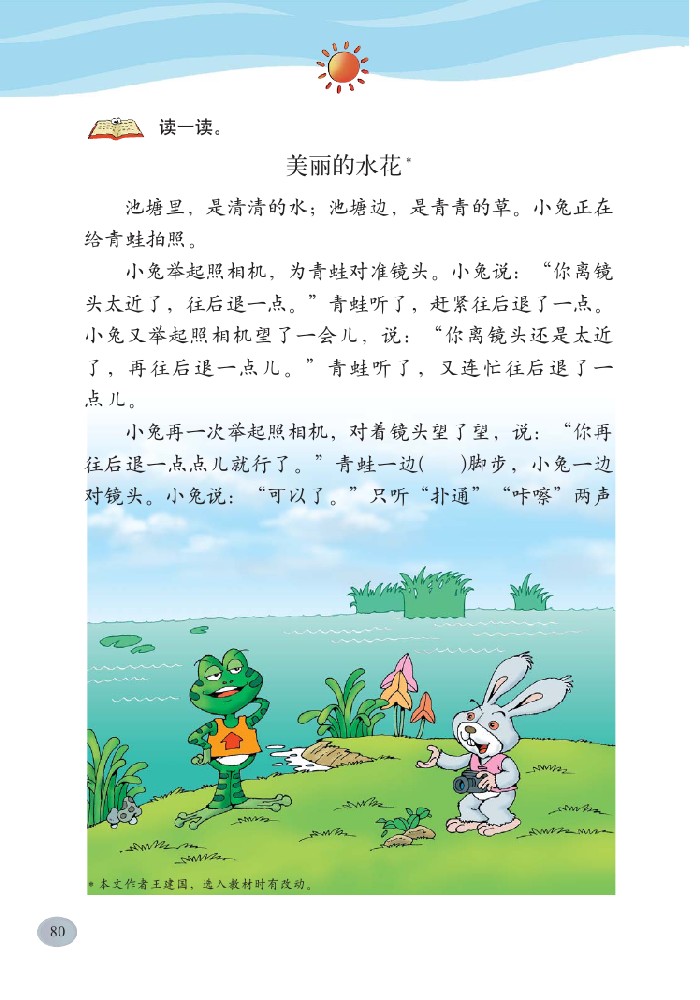 读一读。
美丽的水花*
池塘里，是清清的水；池塘边，是青青的草。小兔正在
给青蛙拍照。
小兔举起照相机，为青蛙对准镜头。小兔说：“你离镜
头太近了，往后退一点。”青蛙听了，赶紧往后退了一点。
小兔又举起照相机望了一会儿，说：“你离镜头还是太近
了，再往后退一点儿。”青蛙听了，又连忙往后退了一
点儿。
小兔再一次举起照相机，对着镜头望了望，说：“你再
往后退一点点儿就行了。”青蛙一边(　　)脚步，小兔一边
对镜头。小兔说：“可以了。”只听“扑通”“咔嚓”两声
* 本文作者王建国，选入教材时有改动。
80